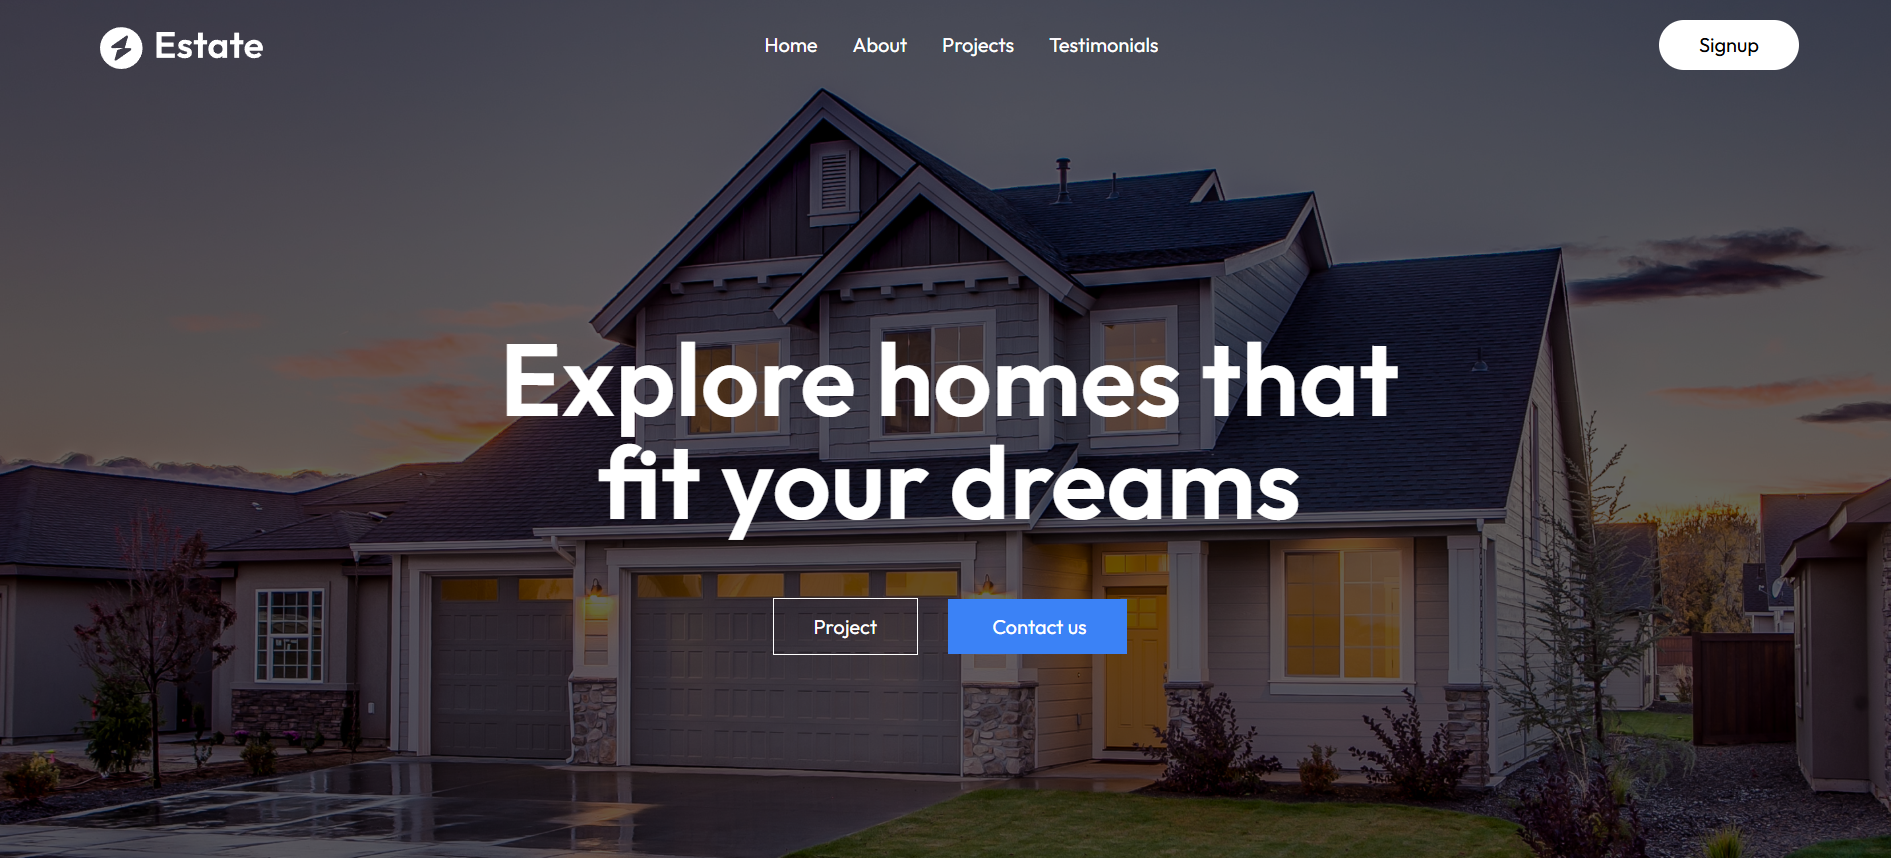 Estate
Home About Projects Testimonials
Signup
Explore homes that
fit your dreams
Project
Contact us